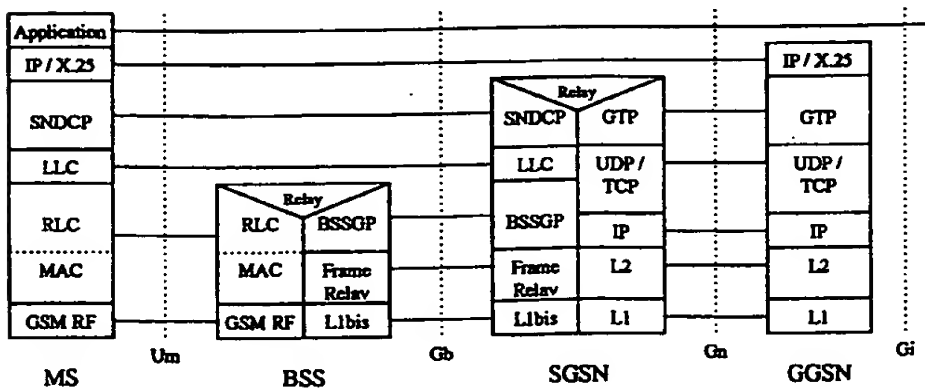 Application
IP / X.25
SNDCP
LLC
RLC
MAC
GSM RF
MS
Um
Relay
RLC
BSSGP
MAC
Frame
Relay
GSM RF
L1bis
BSS
Gb
Relay
SNDCP
GTP
LLC
UDP /
TCP
BSSGP
IP
Frame
Relay
L2
L1bis
L1
SGSN
Gn
IP / X.25
GTP
UDP /
TCP
IP
L2
L1
GGSN
Gi